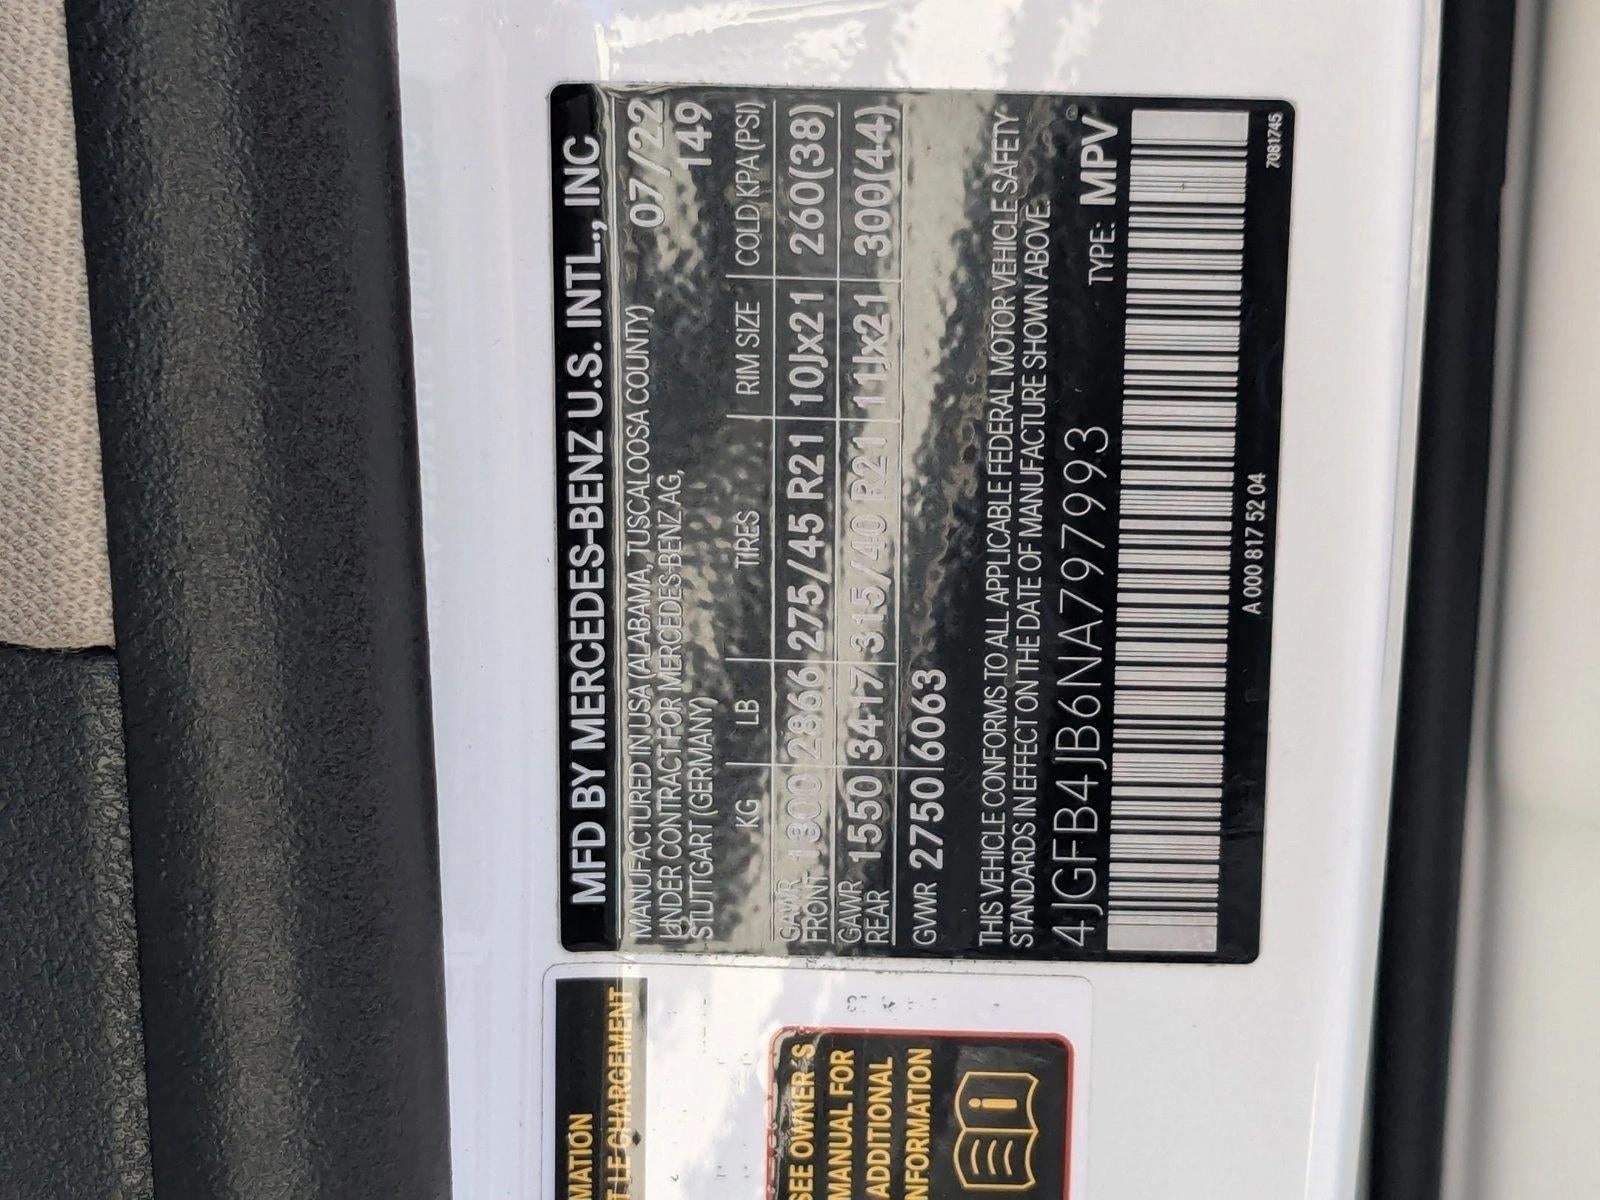 MFD BY MERCEDES-BENZ U.S. INTL., INC
MANUFACTURED IN USA (ALABAMA, TUSCALOOSA COUNTY) 07/22
UNDER CONTRACT FOR MERCEDES-BENZ AG, 149
STUTTGART (GERMANY)
KG LB TIRES RIM SIZE COLD KPA (PSI)
GAWR
FRONT 1300 2866 275/45 R21 10Jx21 260(38)
GAWR
REAR 1550 3417 315/40 R21 11Jx21 300(44)
GVWR 2750 6063
THIS VEHICLE CONFORMS TO ALL APPLICABLE FEDERAL MOTOR VEHICLE SAFETY
STANDARDS IN EFFECT ON THE DATE OF MANUFACTURE SHOWN ABOVE.
4JGFB4JB6NA797993 TYPE: MPV
A 000 817 52 04
7081745
MATION
T LE CHARGEMENT
SEE OWNER'S
MANUAL FOR
ADDITIONAL
INFORMATION
i